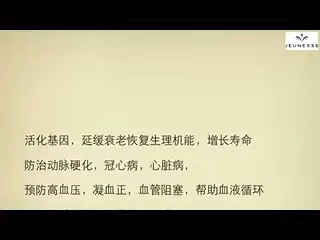 JEUNESSE
活化基因，延缓衰老恢复生理机能，增长寿命
防治动脉硬化，冠心病，心脏病，
预防高血压，凝血正，血管阻塞，帮助血液循环